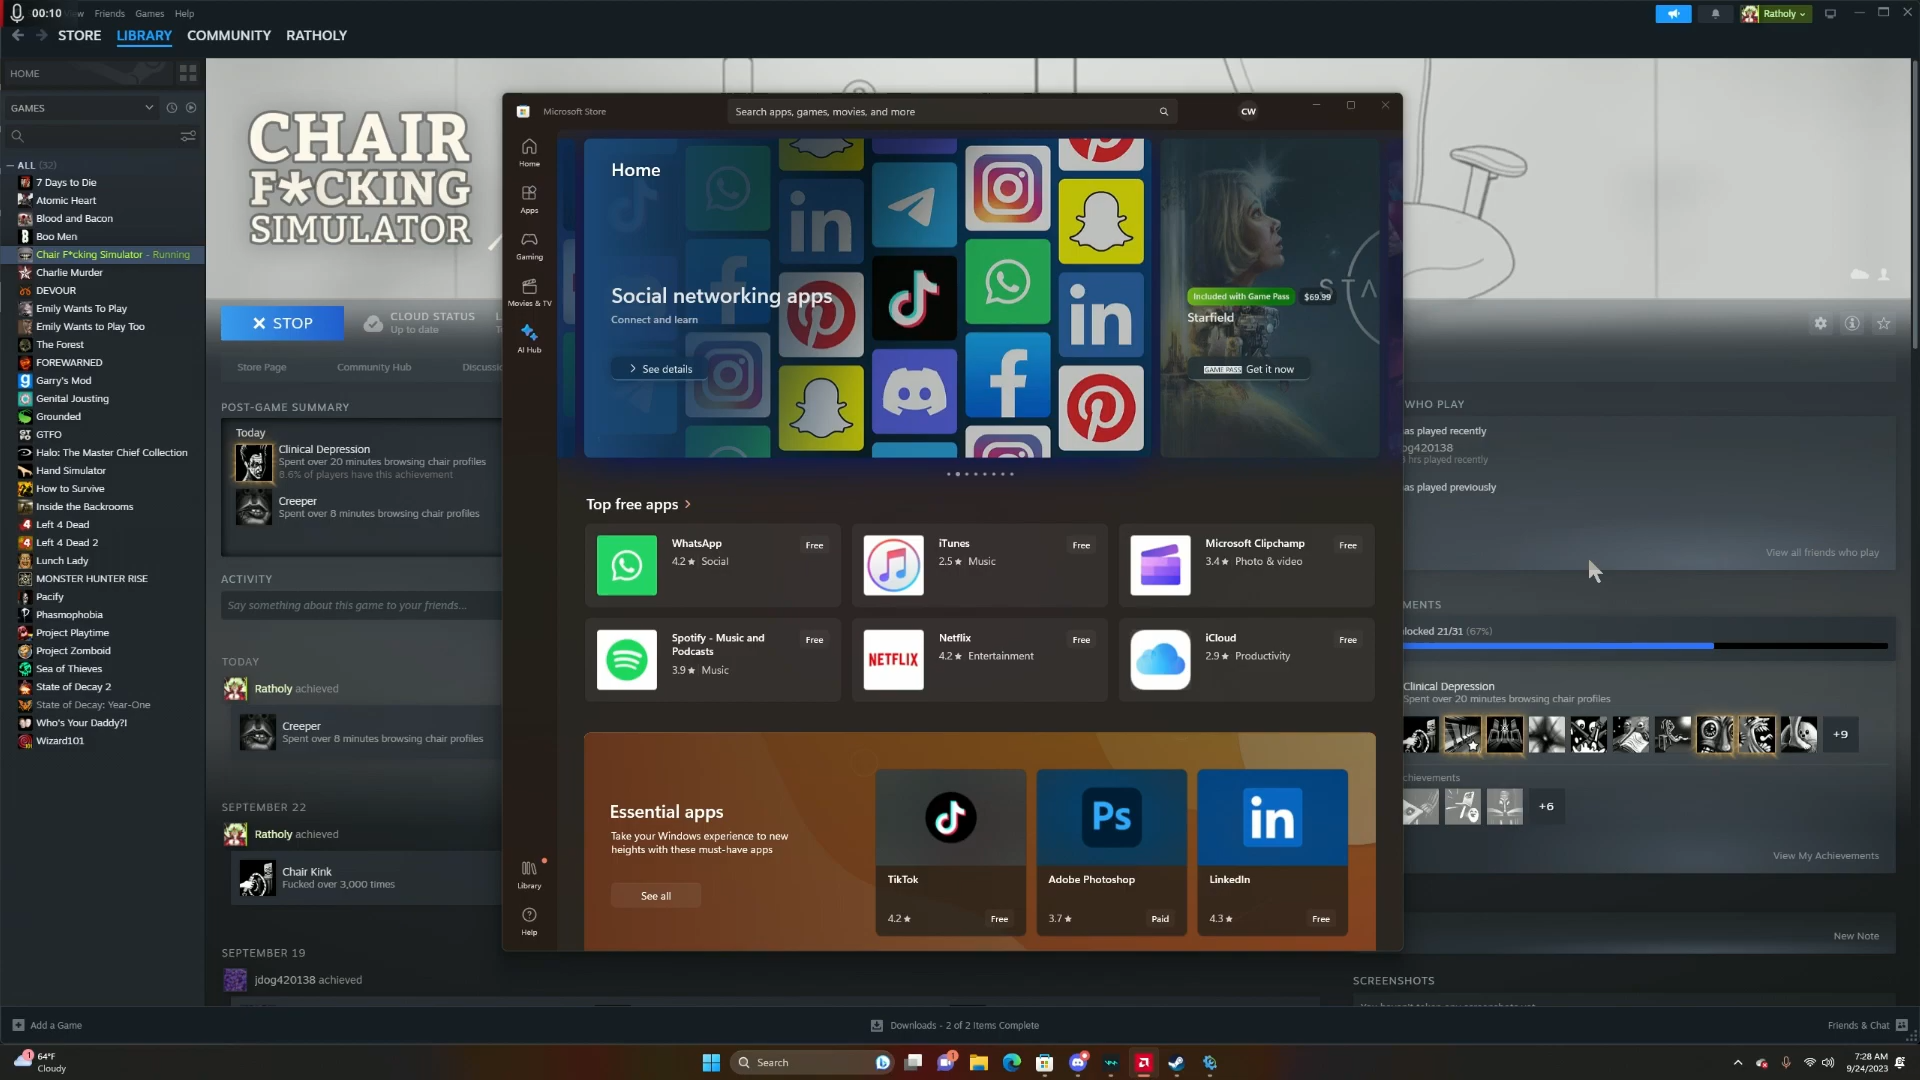 00:10 Friends Games Help
Ratholy
STORE LIBRARY COMMUNITY RATHOLY
HOME
GAMES
ALL (32)
7 Days to Die
Atomic Heart
Blood and Bacon
Boo Men
Chair F*cking Simulator - Running
Charlie Murder
DEVOUR
Emily Wants To Play
Emily Wants to Play Too
The Forest
FOREWARNED
Garry's Mod
Genital Jousting
Grounded
GTFO
Halo: The Master Chief Collection
Hand Simulator
How to Survive
Inside the Backrooms
Left 4 Dead
Left 4 Dead 2
Lunch Lady
MONSTER HUNTER RISE
Pacify
Phasmophobia
Project Playtime
Project Zomboid
Sea of Thieves
State of Decay 2
State of Decay: Year-One
Who's Your Daddy?!
Wizard101
CHAIR
F*CKING
SIMULATOR
STOP
CLOUD STATUS
Up to date
Store Page Community Hub Discussi
POST-GAME SUMMARY
Today
Clinical Depression
Spent over 20 minutes browsing chair profiles
8.6% of players have this achievement
Creeper
Spent over 8 minutes browsing chair profiles
ACTIVITY
Say something about this game to your friends...
TODAY
Ratholy achieved
Creeper
Spent over 8 minutes browsing chair profiles
SEPTEMBER 22
Ratholy achieved
Chair Kink
Fucked over 3,000 times
SEPTEMBER 19
jdog420138 achieved
Microsoft Store
Search apps, games, movies, and more
CW
Home
Apps
Gaming
Movies & TV
AI Hub
Library
Help
Home
Social networking apps
Connect and learn
See details
Included with Game Pass $69.99
Starfield
GAME PASS Get it now
STA
Top free apps
WhatsApp
4.2 ★ Social
Free
iTunes
2.5 ★ Music
Free
Microsoft Clipchamp
3.4 ★ Photo & video
Free
Spotify - Music and
Podcasts
3.9 ★ Music
Free
NETFLIX
Netflix
4.2 ★ Entertainment
Free
iCloud
2.9 ★ Productivity
Free
Essential apps
Take your Windows experience to new
heights with these must-have apps
See all
TikTok
4.2 ★ Free
Ps
Adobe Photoshop
3.7 ★ Paid
in
LinkedIn
4.3 ★ Free
WHO PLAY
as played recently
og420138
hrs played recently
as played previously
View all friends who play
MENTS
locked 21/31 (67%)
Clinical Depression
Spent over 20 minutes browsing chair profiles
+9
chievements
+6
View My Achievements
New Note
SCREENSHOTS
Add a Game
Downloads - 2 of 2 Items Complete
Friends & Chat
64°F
Cloudy
Search
7:28 AM
9/24/2023